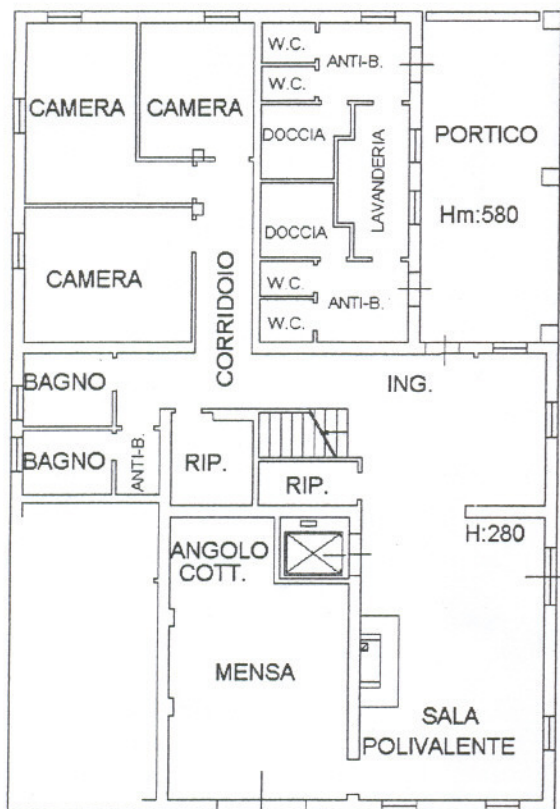 W.C.
ANTI-B.
W.C.
CAMERA
CAMERA
DOCCIA
LAVANDERIA
PORTICO
Hm:580
DOCCIA
CAMERA
CORRIDOIO
W.C.
ANTI-B.
W.C.
BAGNO
ING.
BAGNO
ANTI-B.
RIP.
RIP.
H:280
ANGOLO
COTT.
MENSA
SALA
POLIVALENTE